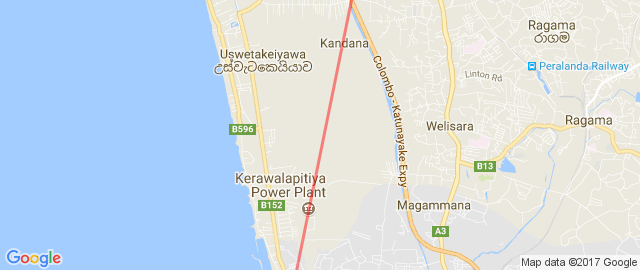 Ragama
රාගම
Kandana
Uswetakeiyawa
උස්වැටකෙයියාව
Peralanda Railway
Linton Rd
Colombo - Katunayake Expy
Ragama
Welisara
B596
B13
Kerawalapitiya
Power Plant
B152
Magammana
A3
Google
Map data ©2017 Google